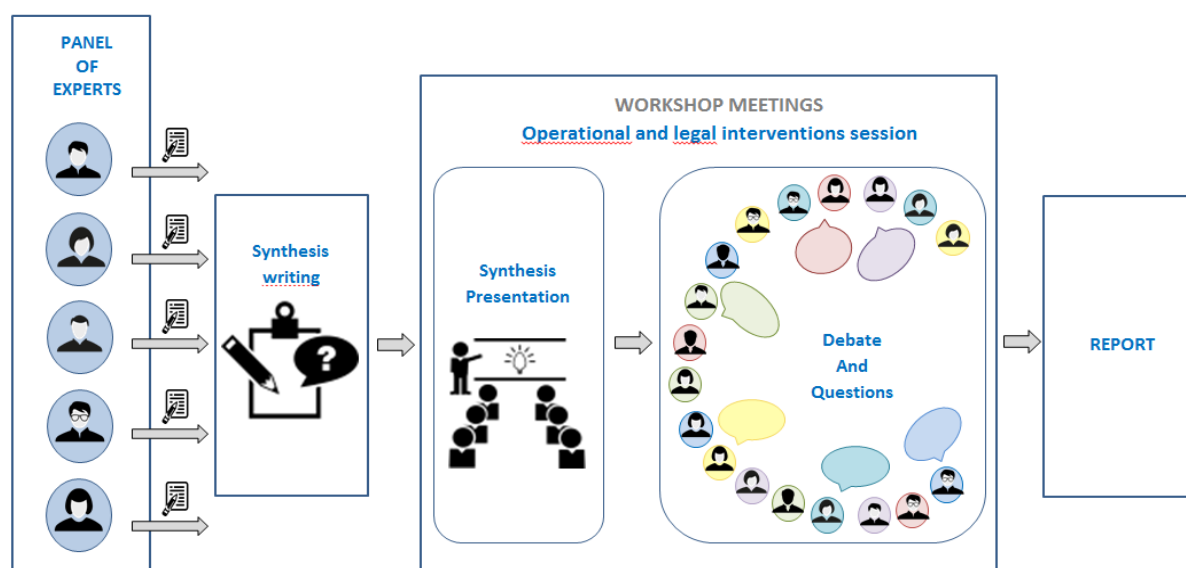 PANEL
OF
EXPERTS
Synthesis
writing
WORKSHOP MEETINGS
Operational and legal interventions session
Synthesis
Presentation
Debate
And
Questions
REPORT
?